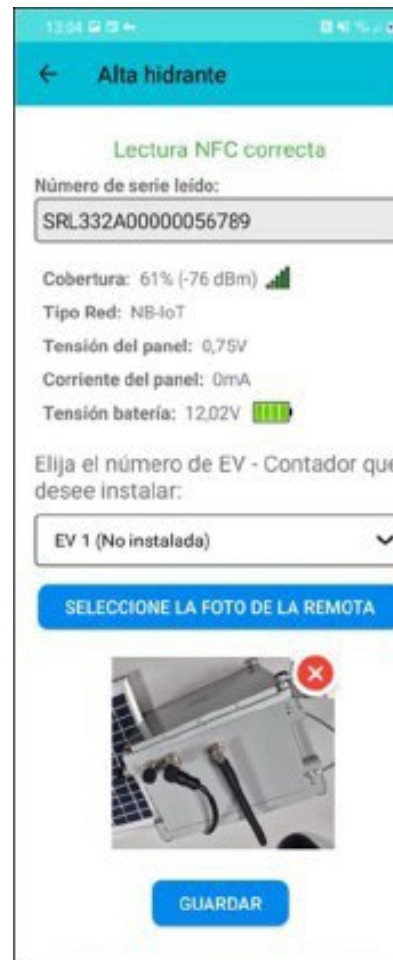 13:04
Alta hidrante
Lectura NFC correcta
Número de serie leído:
SRL332A00000056789
Cobertura: 61% (-76 dBm)
Tipo Red: NB-IoT
Tensión del panel: 0,75V
Corriente del panel: 0mA
Tensión batería: 12,02V
Elija el número de EV - Contador que
desee instalar:
EV 1 (No instalada)
SELECCIONE LA FOTO DE LA REMOTA
GUARDAR